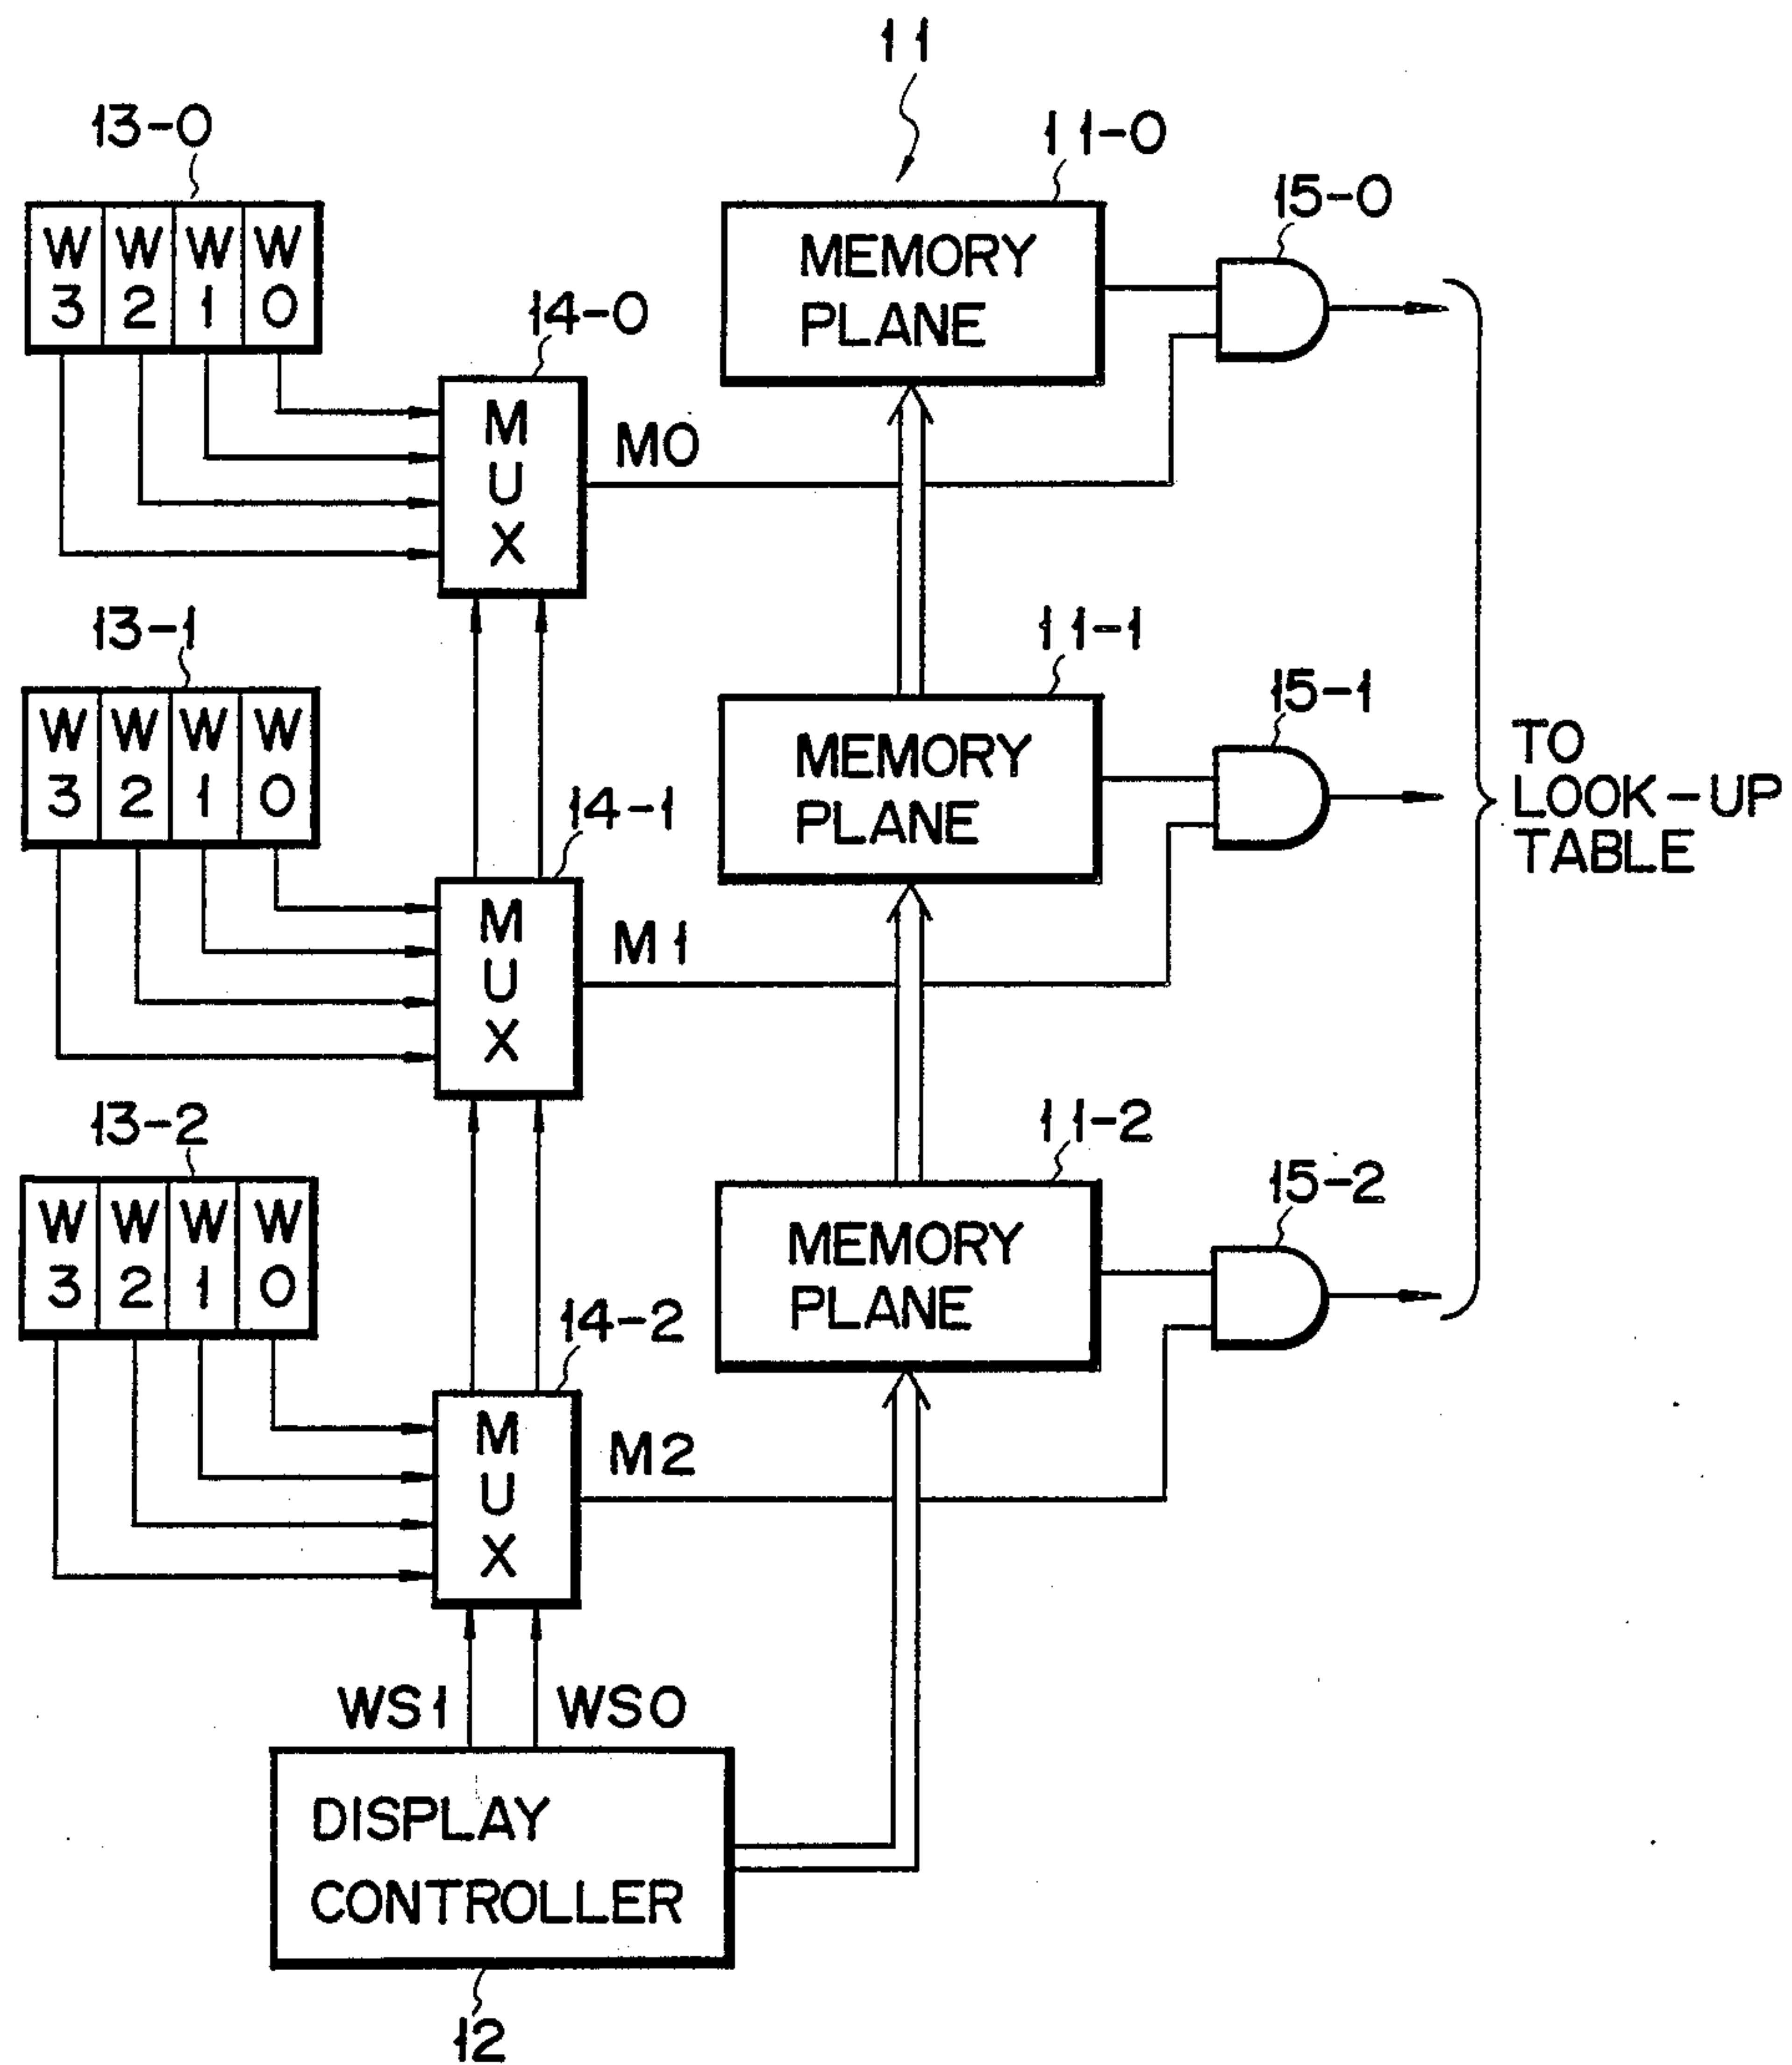 11
13-0
11-0
15-0
W W W W
3 2 1 0
MEMORY
PLANE
14-0
M
U
X
M0
13-1
11-1
15-1
W W W W
3 2 1 0
MEMORY
PLANE
TO
LOOK-UP
TABLE
14-1
M
U
X
M1
13-2
11-2
15-2
W W W W
3 2 1 0
MEMORY
PLANE
14-2
M
U
X
M2
WS1
WS0
DISPLAY
CONTROLLER
12